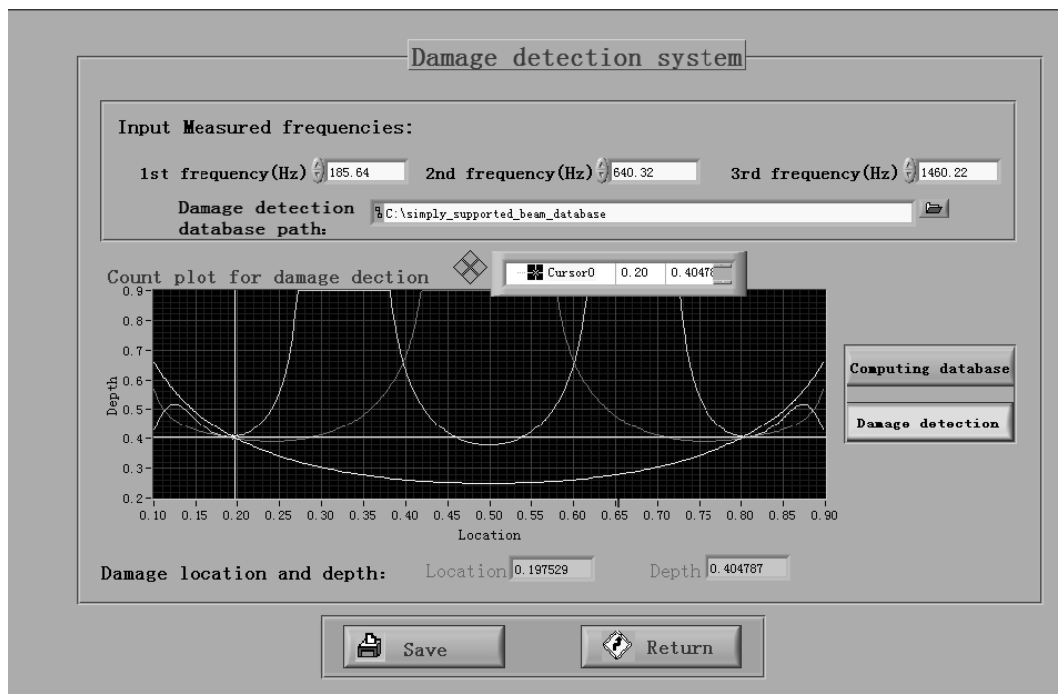 Damage detection system
Input Measured frequencies:
1st frequency(Hz) 185.64 2nd frequency(Hz) 640.32 3rd frequency(Hz) 1460.22
Damage detection
database path: C:\simply_supported_beam_database
Count plot for damage dection
Cursor0 0.20 0.4047
0.9
0.8
0.7
0.6
0.5
0.4
0.3
0.2
Depth
0.10 0.15 0.20 0.25 0.30 0.35 0.40 0.45 0.50 0.55 0.60 0.65 0.70 0.75 0.80 0.85 0.90
Location
Computing database
Damage detection
Damage location and depth: Location 0.197529 Depth 0.404787
Save Return